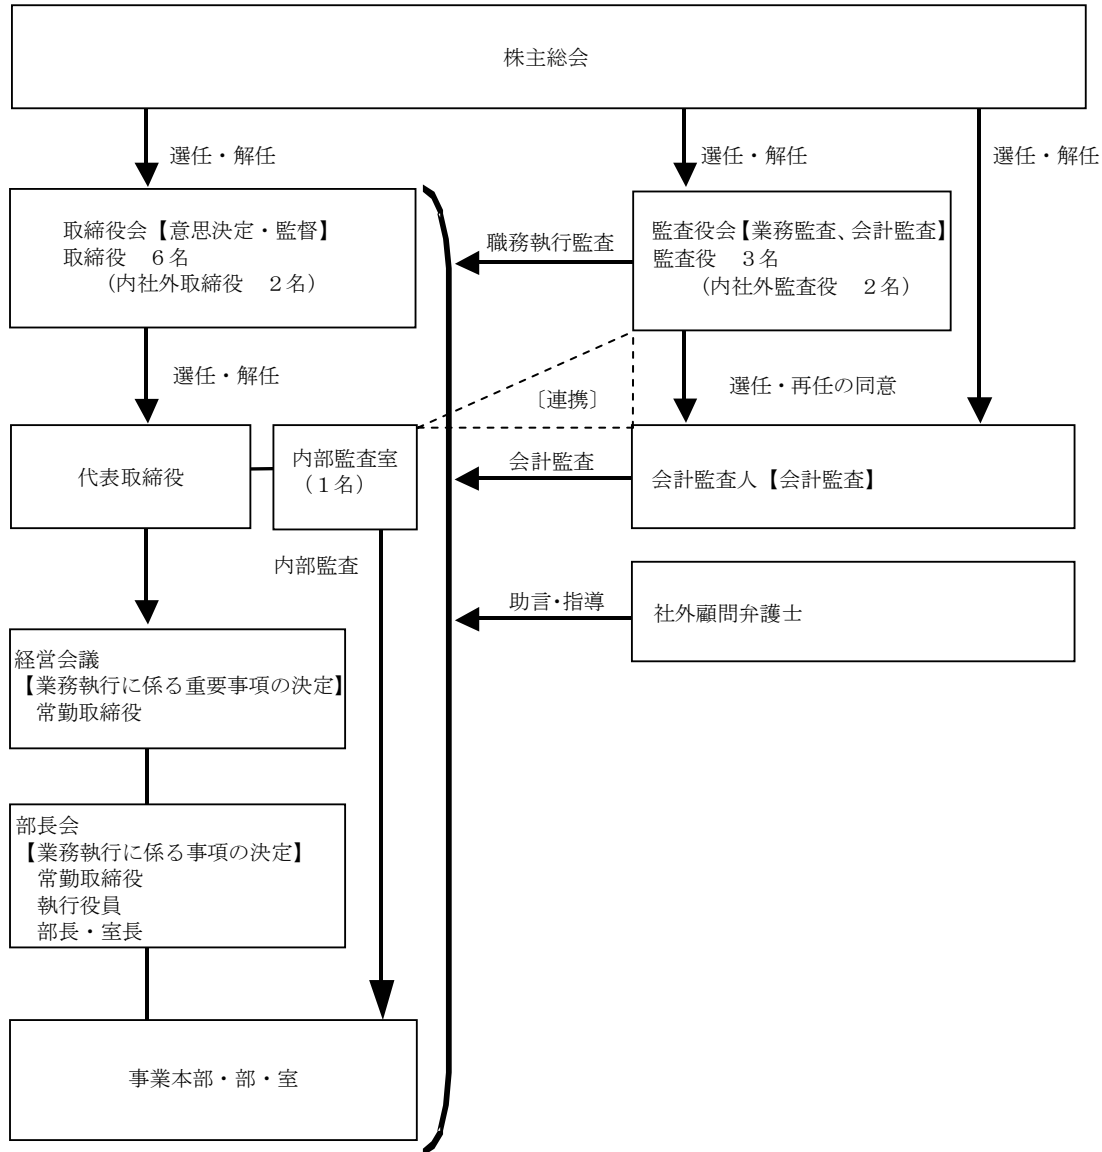 株主総会
選任・解任
選任・解任
選任・解任
取締役会【意思決定・監督】
取締役　６名
（内社外取締役　２名）
職務執行監査
監査役会【業務監査、会計監査】
監査役　３名
（内社外監査役　２名）
選任・解任
〔連携〕
選任・再任の同意
代表取締役
内部監査室
（１名）
会計監査
会計監査人【会計監査】
内部監査
助言・指導
社外顧問弁護士
経営会議
【業務執行に係る重要事項の決定】
常勤取締役
部長会
【業務執行に係る事項の決定】
常勤取締役
執行役員
部長・室長
事業本部・部・室